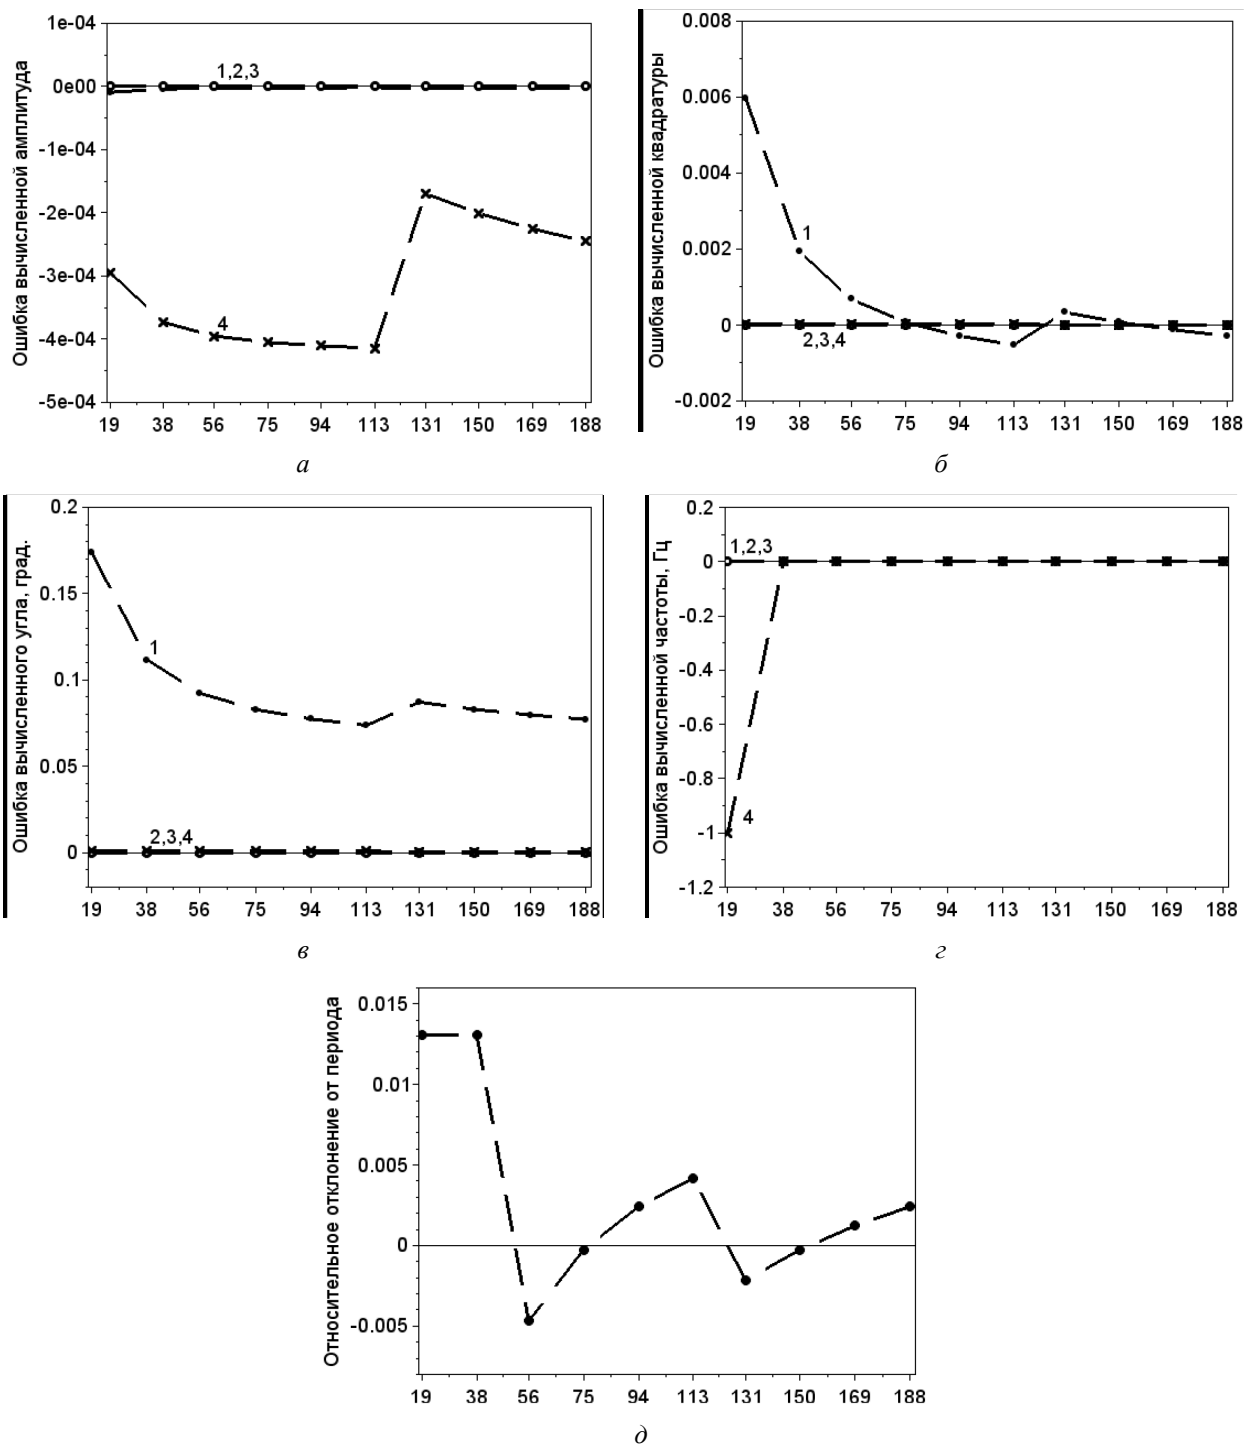 Ошибка вычисленной амплитуда
1e-04
0e00
-1e-04
-2e-04
-3e-04
-4e-04
-5e-04
1,2,3
4
19 38 56 75 94 113 131 150 169 188
а
Ошибка вычисленной квадратуры
0.008
0.006
0.004
0.002
0
-0.002
1
2,3,4
19 38 56 75 94 113 131 150 169 188
б
Ошибка вычисленного угла, град.
0.2
0.15
0.1
0.05
0
1
2,3,4
19 38 56 75 94 113 131 150 169 188
в
Ошибка вычисленной частоты, Гц
0.2
0
-0.2
-0.4
-0.6
-0.8
-1
-1.2
1,2,3
4
19 38 56 75 94 113 131 150 169 188
г
Относительное отклонение от периода
0.015
0.01
0.005
0
-0.005
19 38 56 75 94 113 131 150 169 188
д